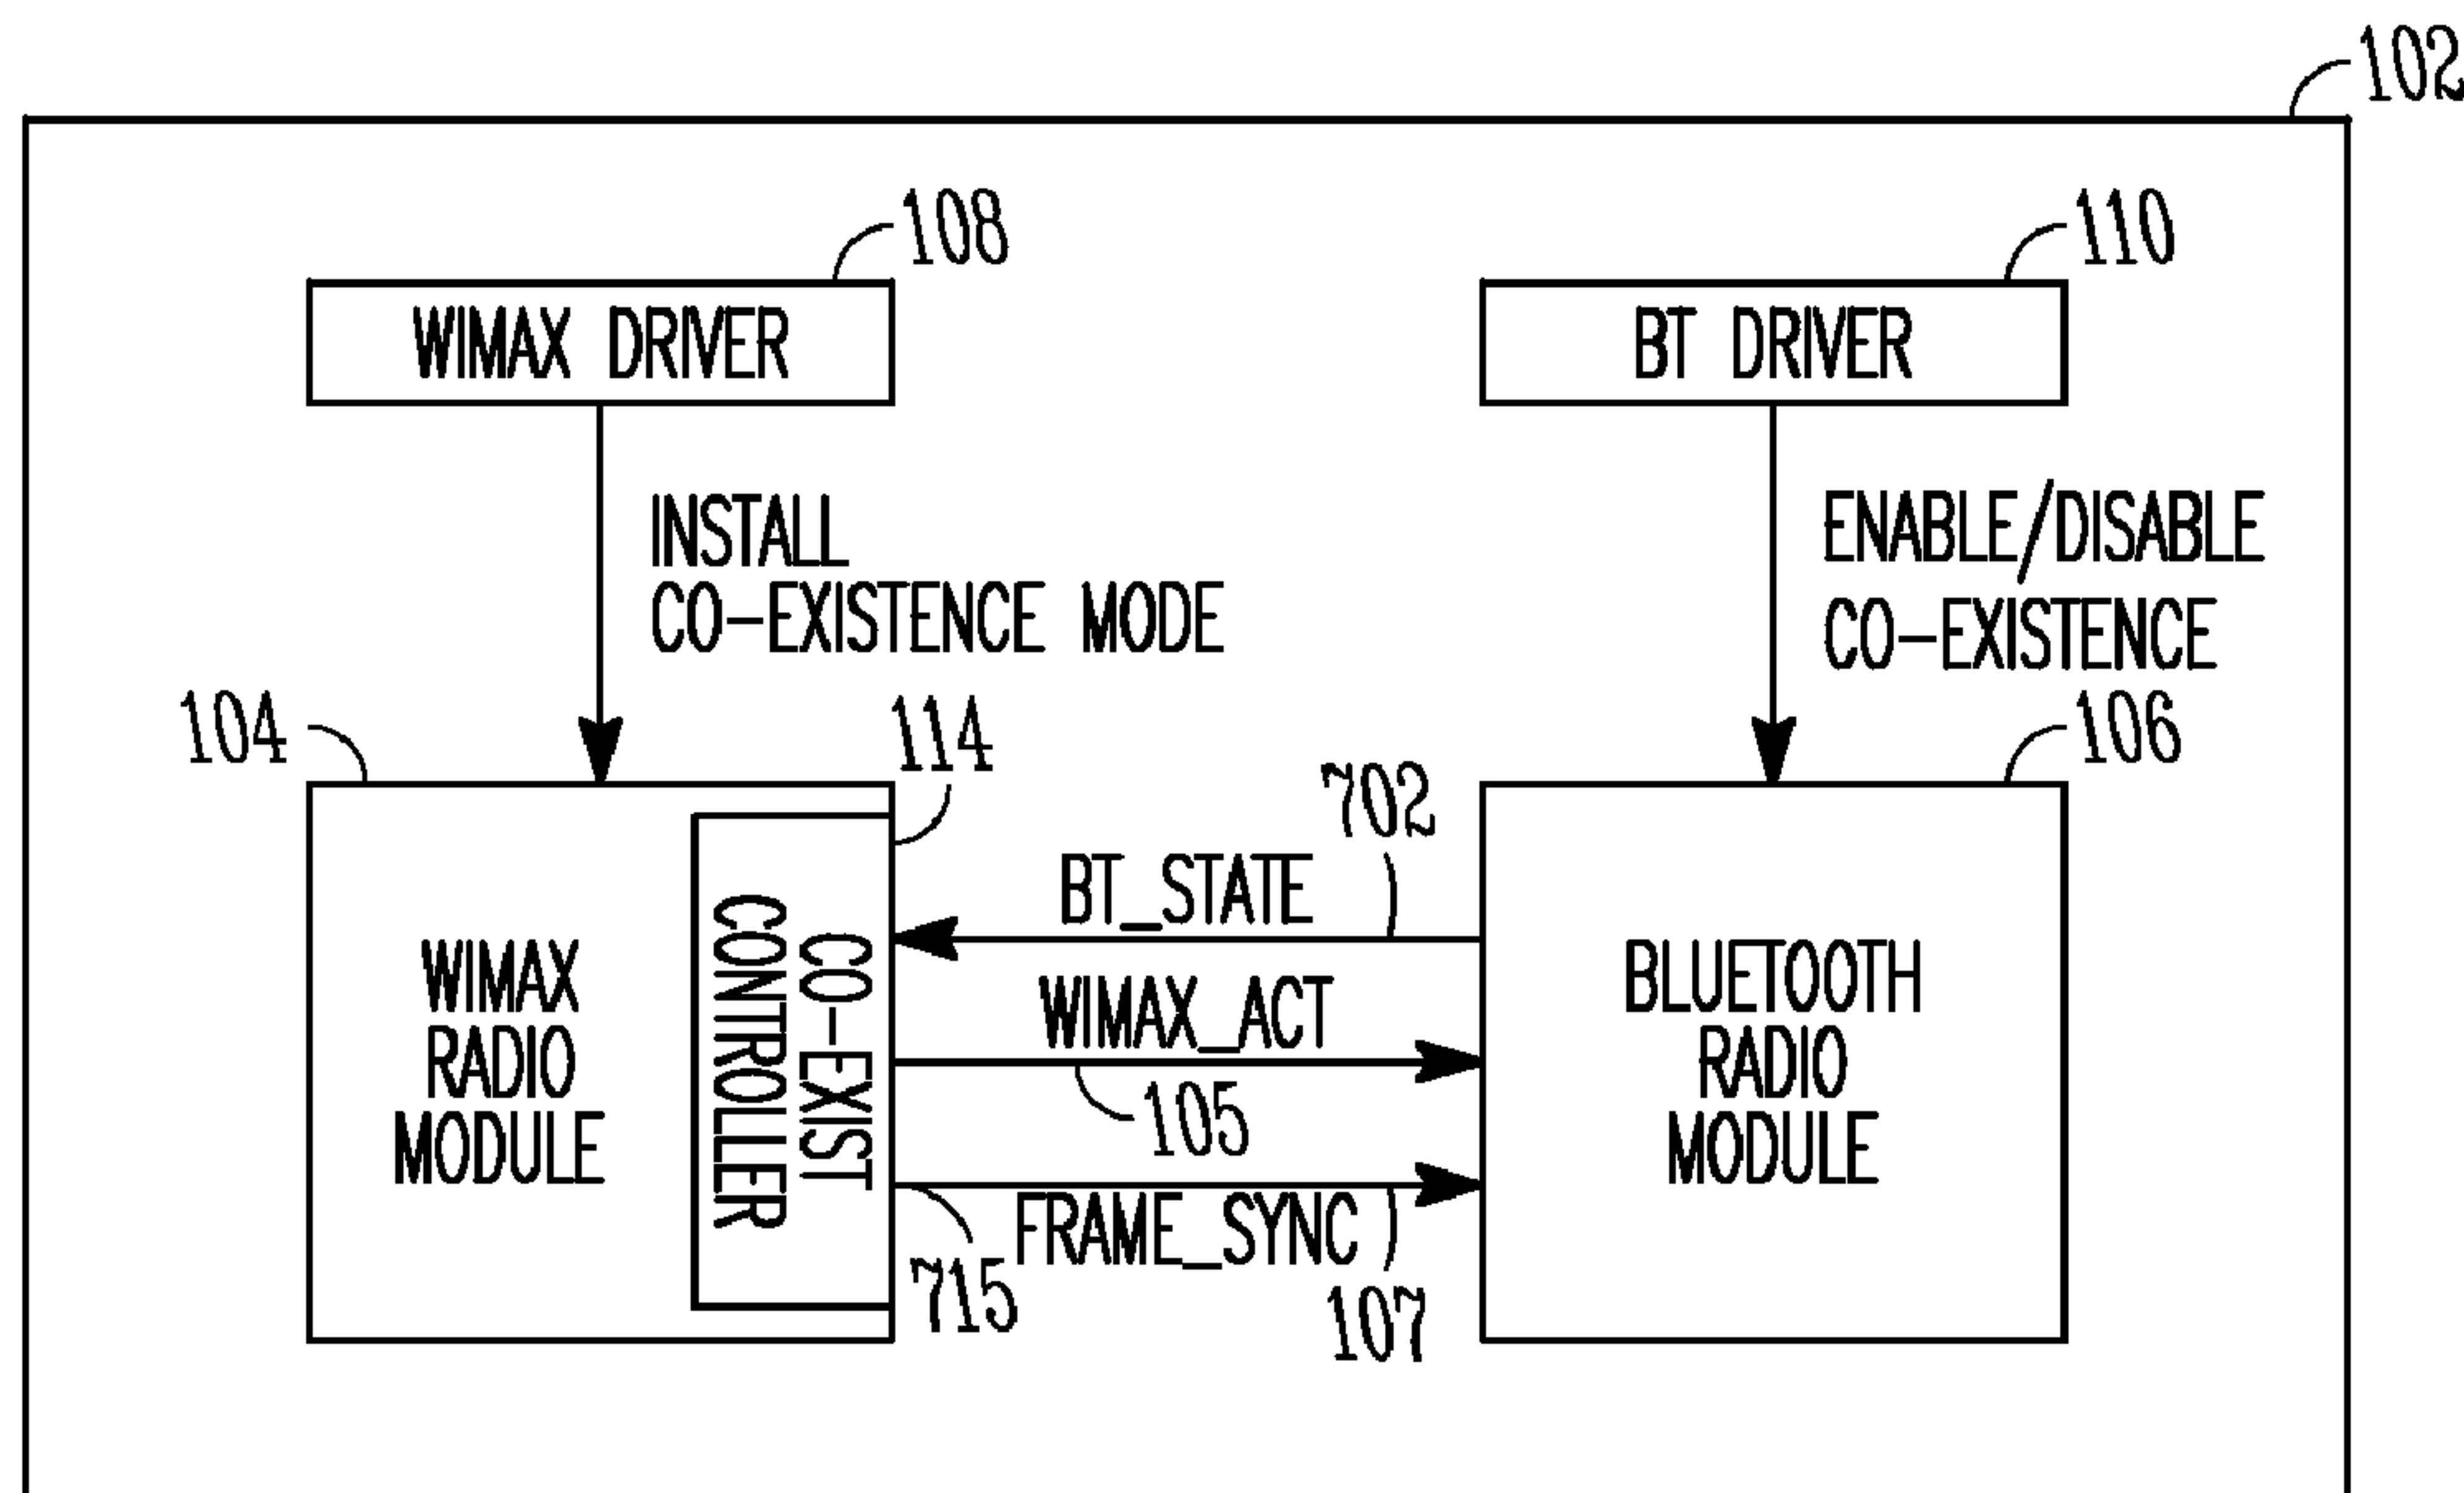 102
108
110
WIMAX DRIVER
BT DRIVER
INSTALL
CO-EXISTENCE MODE
ENABLE/DISABLE
CO-EXISTENCE
104
114
702
106
BT_STATE
WIMAX
RADIO
MODULE
CO-EXIST
CONTROLLER
WIMAX_ACT
105
FRAME_SYNC
715
107
BLUETOOTH
RADIO
MODULE